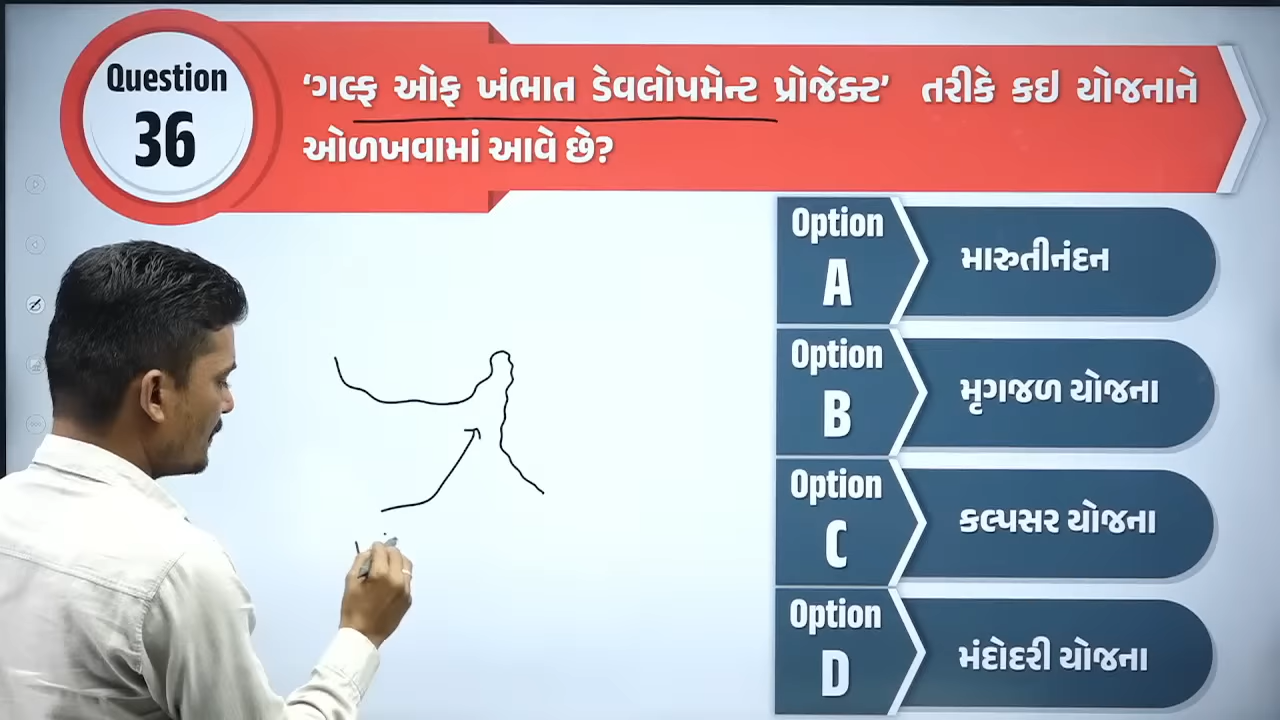 Question
36
‘ગલ્ફ ઓફ ખંભાત ડેવલોપમેન્ટ પ્રોજેક્ટ’ તરીકે કઇ યોજનાને
ઓળખવામાં આવે છે?
Option
A
મારુતીનંદન
Option
B
મૃગજળ યોજના
Option
C
કલ્પસર યોજના
Option
D
મંદોદરી યોજના